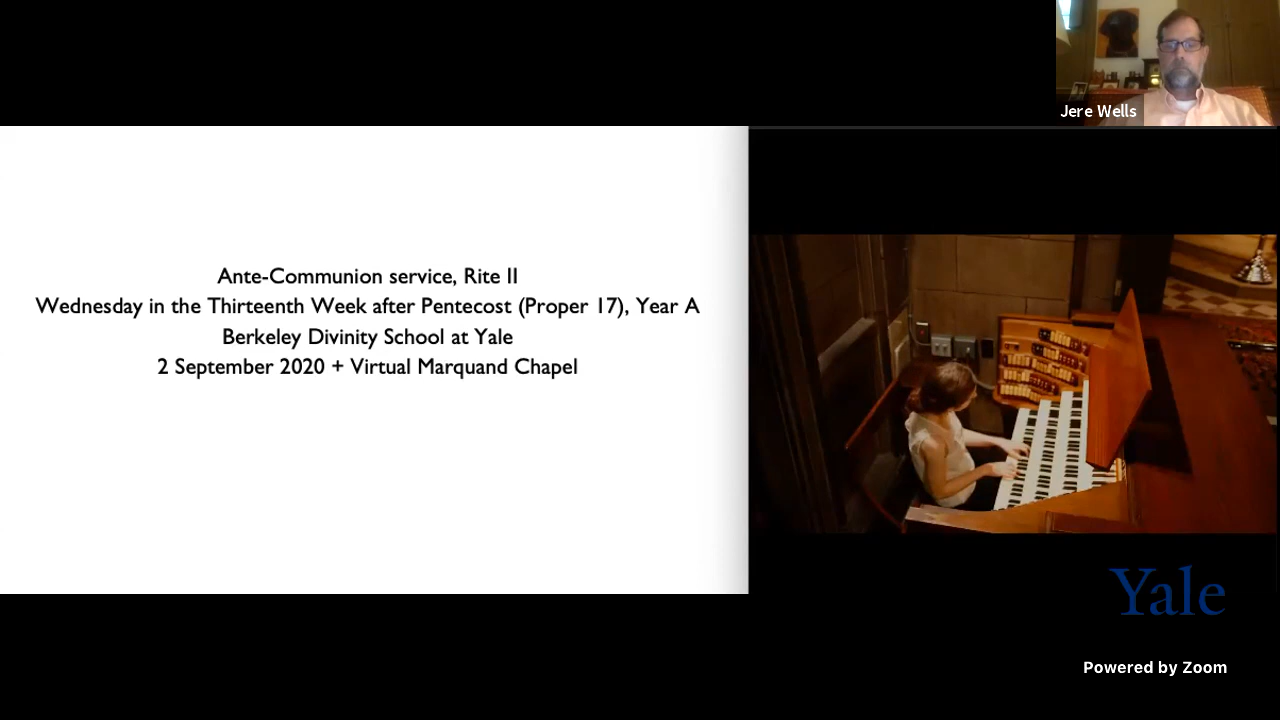 Jere Wells
Ante-Communion service, Rite II
Wednesday in the Thirteenth Week after Pentecost (Proper 17), Year A
Berkeley Divinity School at Yale
2 September 2020 + Virtual Marquand Chapel
Yale
Powered by Zoom